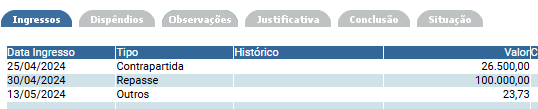 Ingressos Dispêndios Observações Justificativa Conclusão Situação
Data Ingresso Tipo Histórico Valor C
25/04/2024 Contrapartida 26.500,00
30/04/2024 Repasse 100.000,00
13/05/2024 Outros 23,73